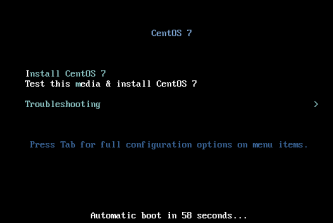 CentOS 7
Install CentOS 7
Test this media & install CentOS 7
Troubleshooting >
Press Tab for full configuration options on menu items.
Automatic boot in 58 seconds...